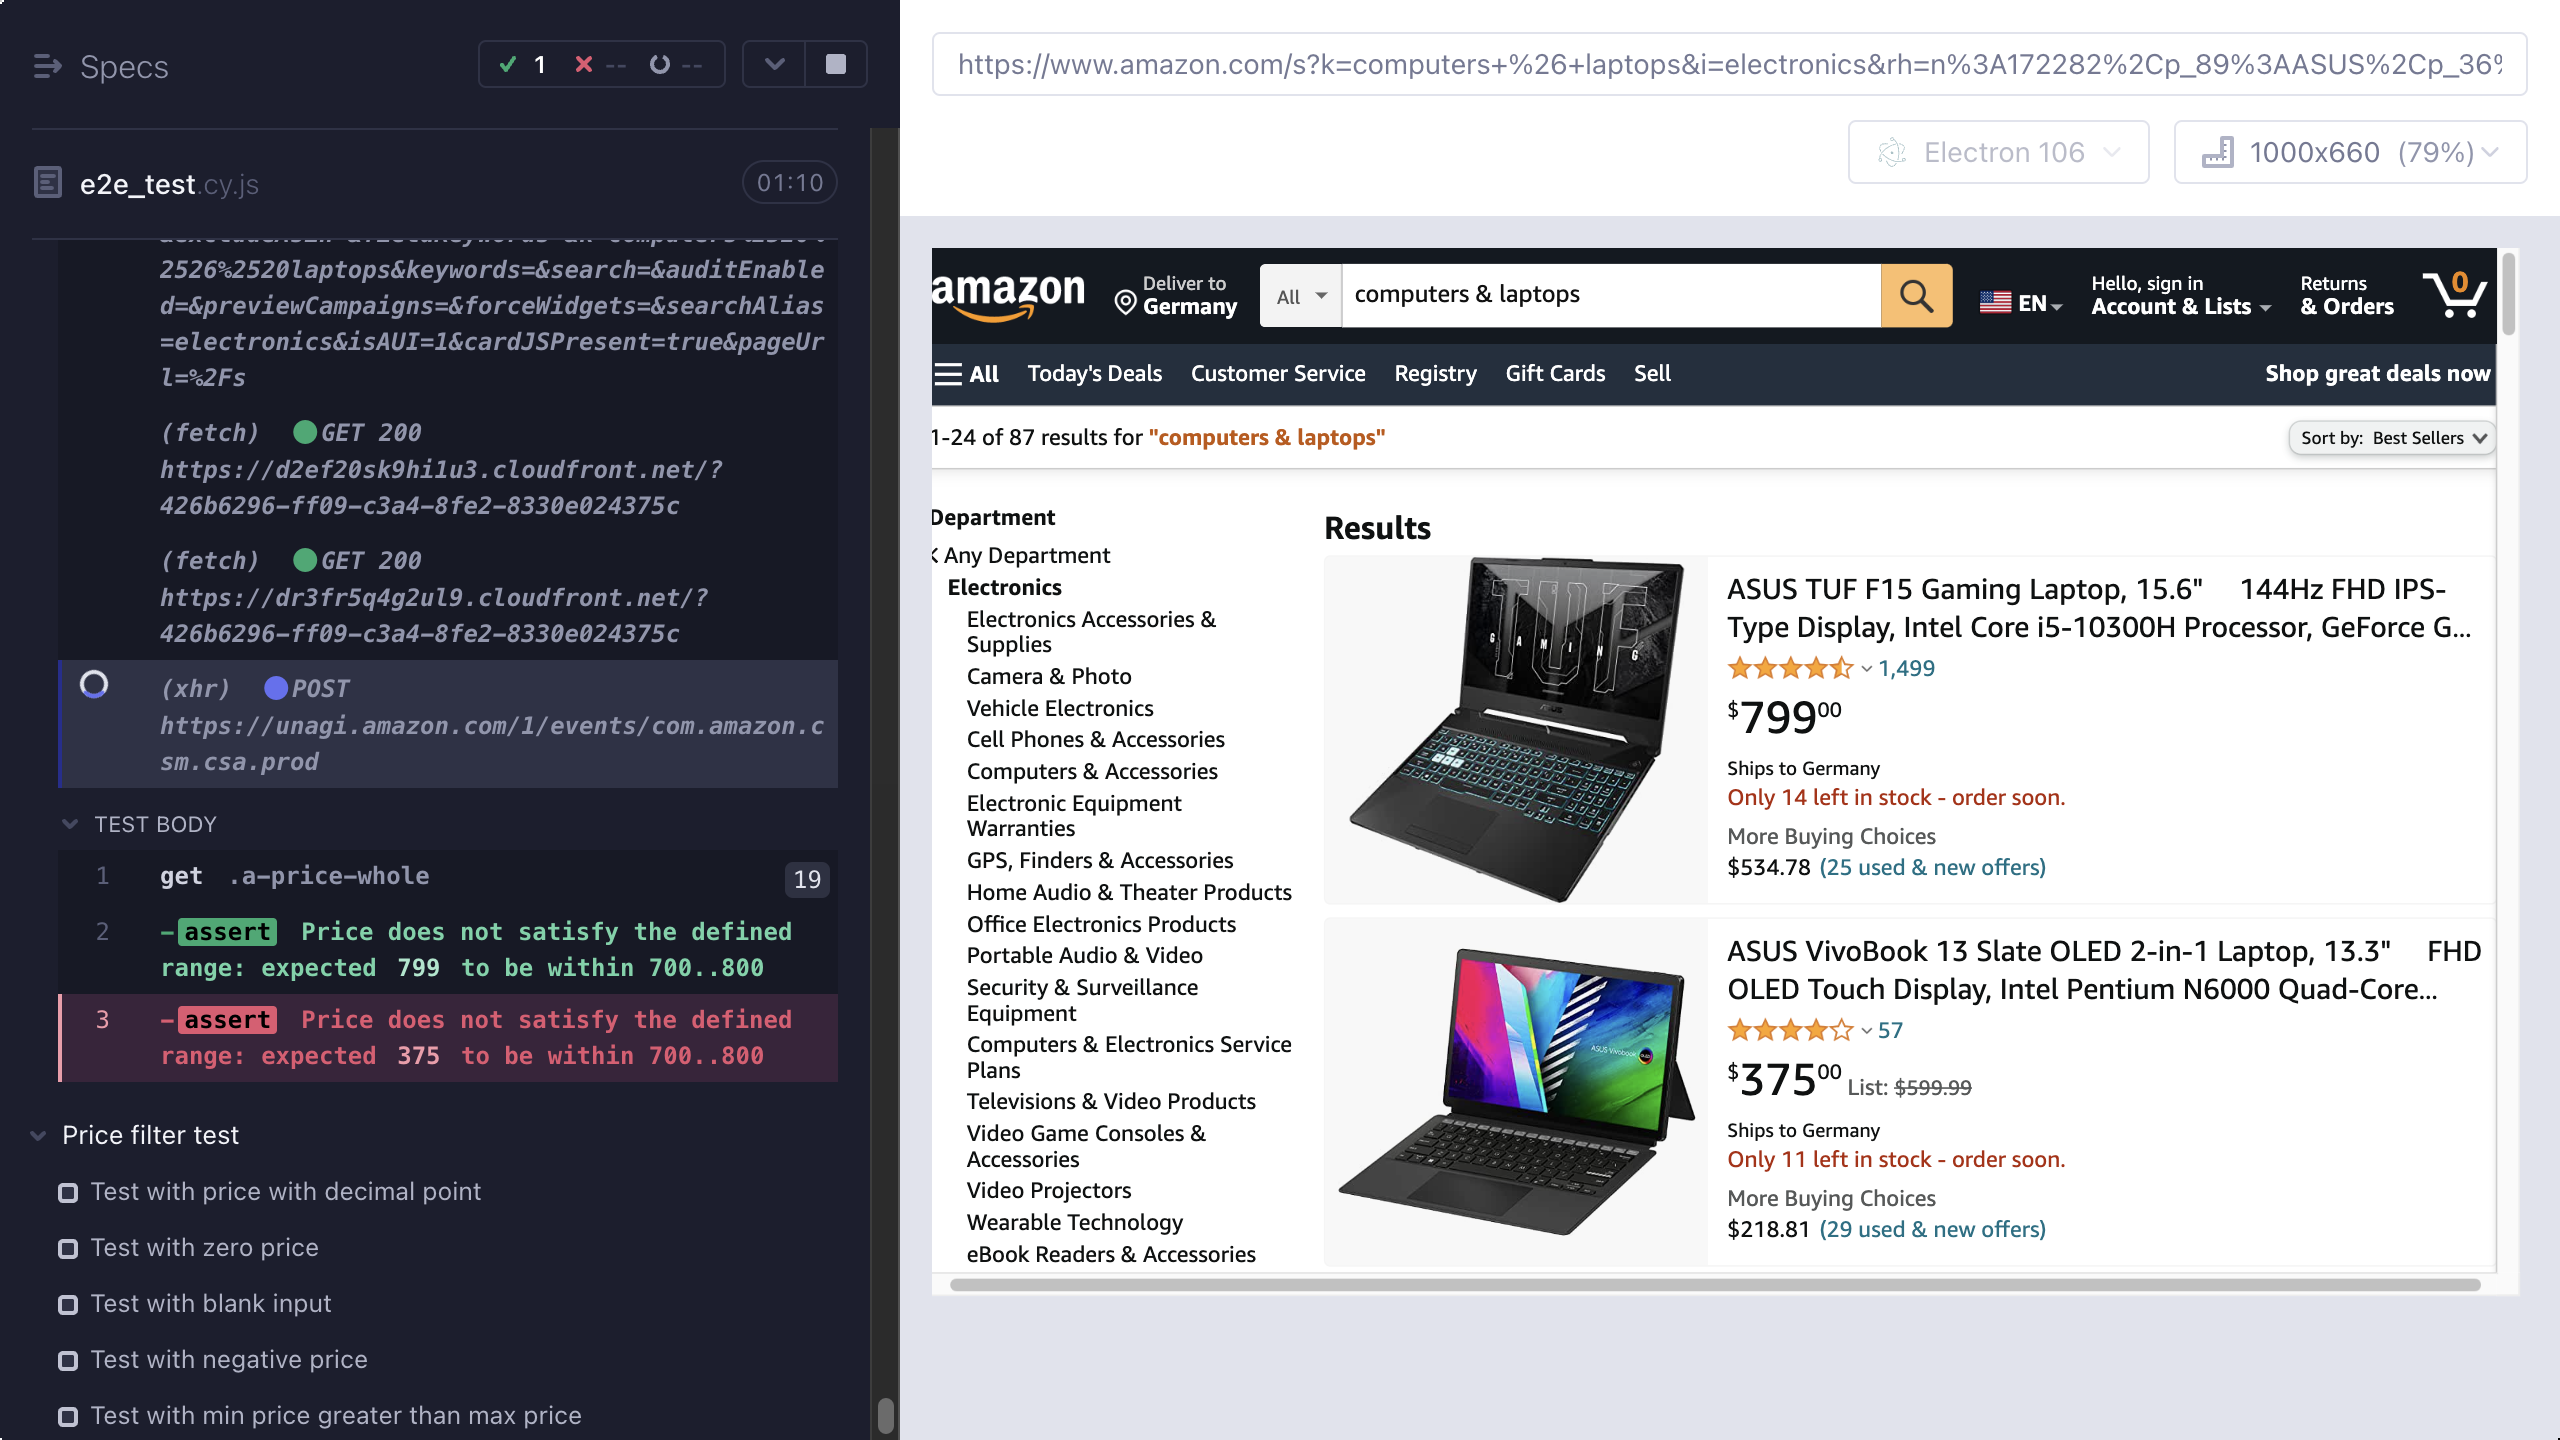 Specs
1
--
--
e2e_test.cy.js
01:10
2526%2520laptops&keywords=&search=&auditEnable
d=&previewCampaigns=&forceWidgets=&searchAlias
=electronics&isAUI=1&cardJSPresent=true&pageUr
l=%2Fs
(fetch) GET 200
https://d2ef20sk9hi1u3.cloudfront.net/?
426b6296-ff09-c3a4-8fe2-8330e024375c
(fetch) GET 200
https://dr3fr5q4g2ul9.cloudfront.net/?
426b6296-ff09-c3a4-8fe2-8330e024375c
(xhr) POST
https://unagi.amazon.com/1/events/com.amazon.c
sm.csa.prod
TEST BODY
1 get .a-price-whole 19
2 -assert Price does not satisfy the defined
range: expected 799 to be within 700..800
3 -assert Price does not satisfy the defined
range: expected 375 to be within 700..800
Price filter test
Test with price with decimal point
Test with zero price
Test with blank input
Test with negative price
Test with min price greater than max price
https://www.amazon.com/s?k=computers+%26+laptops&i=electronics&rh=n%3A172282%2Cp_89%3AASUS%2Cp_36%
Electron 106
1000x660 (79%)
amazon
Deliver to
Germany
All
computers & laptops
EN
Hello, sign in
Account & Lists
Returns
& Orders
0
All
Today's Deals
Customer Service
Registry
Gift Cards
Sell
Shop great deals now
1-24 of 87 results for "computers & laptops"
Sort by: Best Sellers
Department
Any Department
Electronics
Electronics Accessories &
Supplies
Camera & Photo
Vehicle Electronics
Cell Phones & Accessories
Computers & Accessories
Electronic Equipment
Warranties
GPS, Finders & Accessories
Home Audio & Theater Products
Office Electronics Products
Portable Audio & Video
Security & Surveillance
Equipment
Computers & Electronics Service
Plans
Televisions & Video Products
Video Game Consoles &
Accessories
Video Projectors
Wearable Technology
eBook Readers & Accessories
Results
TUF
GAMING
ASUS
ASUS TUF F15 Gaming Laptop, 15.6" 144Hz FHD IPS-
Type Display, Intel Core i5-10300H Processor, GeForce G...
1,499
$79900
Ships to Germany
Only 14 left in stock - order soon.
More Buying Choices
$534.78 (25 used & new offers)
ASUS Vivobook
ASUS VivoBook 13 Slate OLED 2-in-1 Laptop, 13.3" FHD
OLED Touch Display, Intel Pentium N6000 Quad-Core...
57
$37500 List: $599.99
Ships to Germany
Only 11 left in stock - order soon.
More Buying Choices
$218.81 (29 used & new offers)